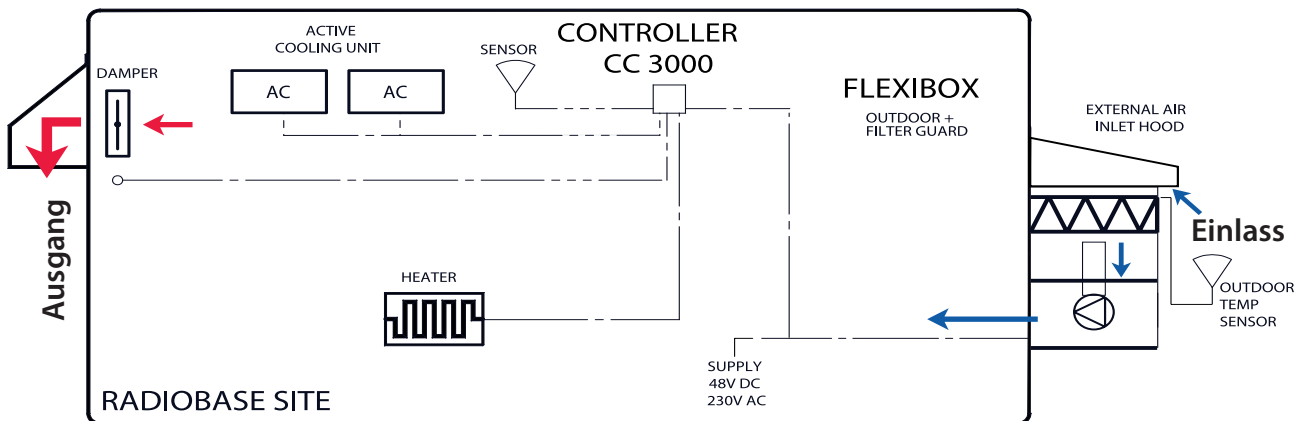 ACTIVE
COOLING UNIT
AC
AC
DAMPER
SENSOR
CONTROLLER
CC 3000
FLEXIBOX
OUTDOOR +
FILTER GUARD
EXTERNAL AIR
INLET HOOD
Ausgang
Einlass
OUTDOOR
TEMP
SENSOR
HEATER
SUPPLY
48V DC
230V AC
RADIOBASE SITE